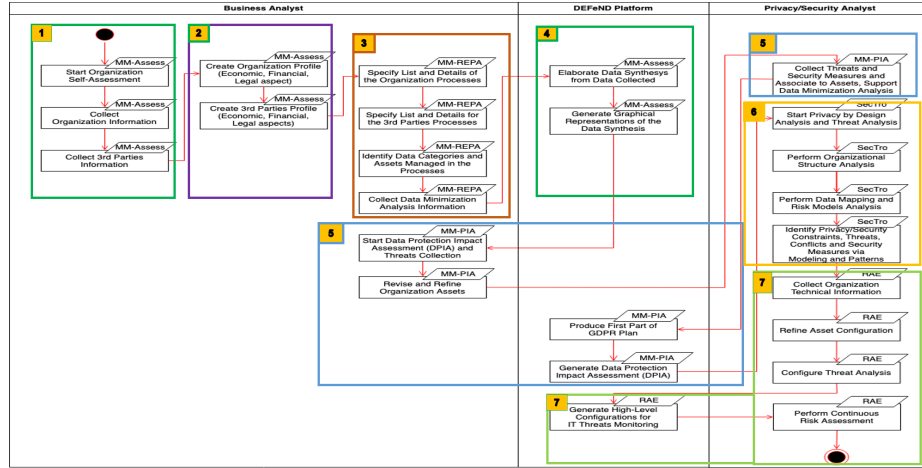 Business Analyst
DEFeND Platform
Privacy/Security Analyst
1
MM-Assess
Start Organization
Self-Assessment
MM-Assess
Collect
Organization Information
MM-Assess
Collect 3rd Parties
Information
2
MM-Assess
Create Organization Profile
(Economic, Financial,
Legal aspect)
MM-Assess
Create 3rd Parties Profile
(Economic, Financial,
Legal aspects)
3
MM-REPA
Specify List and Details of
the Organization Processes
MM-REPA
Specify List and Details for
the 3rd Parties Processes
MM-REPA
Identify Data Categories and
Assets Managed in the
Processes
MM-REPA
Collect Data Minimization
Analysis Information
4
MM-Assess
Elaborate Data Synthesys
From Data Collected
MM-Assess
Generate Graphical
Representations of the
Data Synthesis
5
MM-PIA
Start Data Protection Impact
Assessment (DPIA) and
Threats Collection
MM-PIA
Revise and Refine
Organization Assets
5
MM-PIA
Collect Threats and
Security Measures and
Associate to Assets, Support
Data Minimization Analysis
MM-PIA
Produce First Part of
GDPR Plan
MM-PIA
Generate Data Protection
Impact Assessment (DPIA)
6
SecTro
Start Privacy by Design
Analysis and Threat Analysis
SecTro
Perform Organizational
Structure Analysis
SecTro
Perform Data Mapping and
Risk Models Analysis
SecTro
Identify Privacy/Security
Constraints, Threats,
Conflicts and Security
Measures via
Modeling and Patterns
7
RAE
Collect Organization
Technical Information
RAE
Refine Asset Configuration
RAE
Configure Threat Analysis
7
RAE
Generate High-Level
Configurations for
IT Threats Monitoring
RAE
Perform Continuous
Risk Assessment